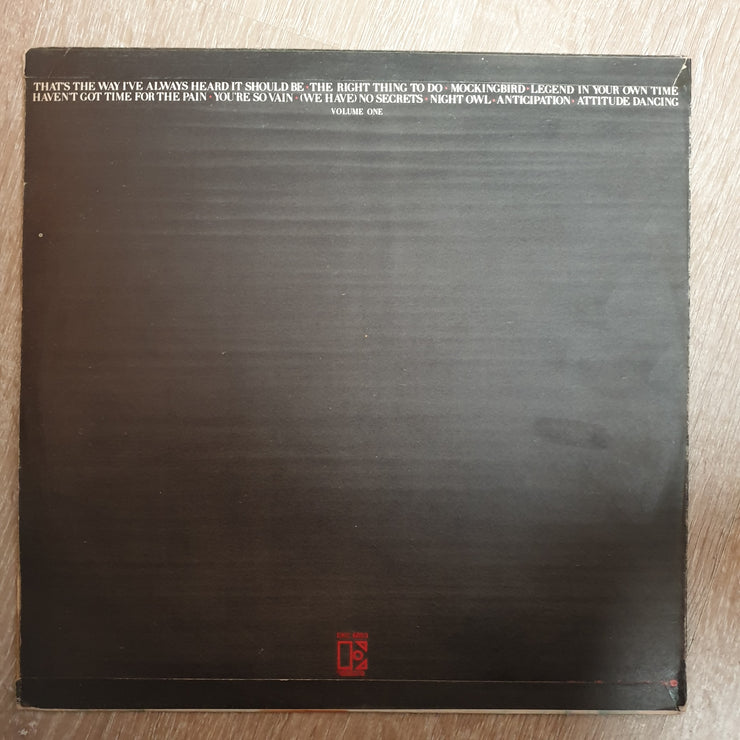 THAT'S THE WAY I'VE ALWAYS HEARD IT SHOULD BE • THE RIGHT THING TO DO • MOCKINGBIRD • LEGEND IN YOUR OWN TIME
HAVEN'T GOT TIME FOR THE PAIN • YOU'RE SO VAIN • (WE HAVE) NO SECRETS • NIGHT OWL • ANTICIPATION • ATTITUDE DANCING
VOLUME ONE